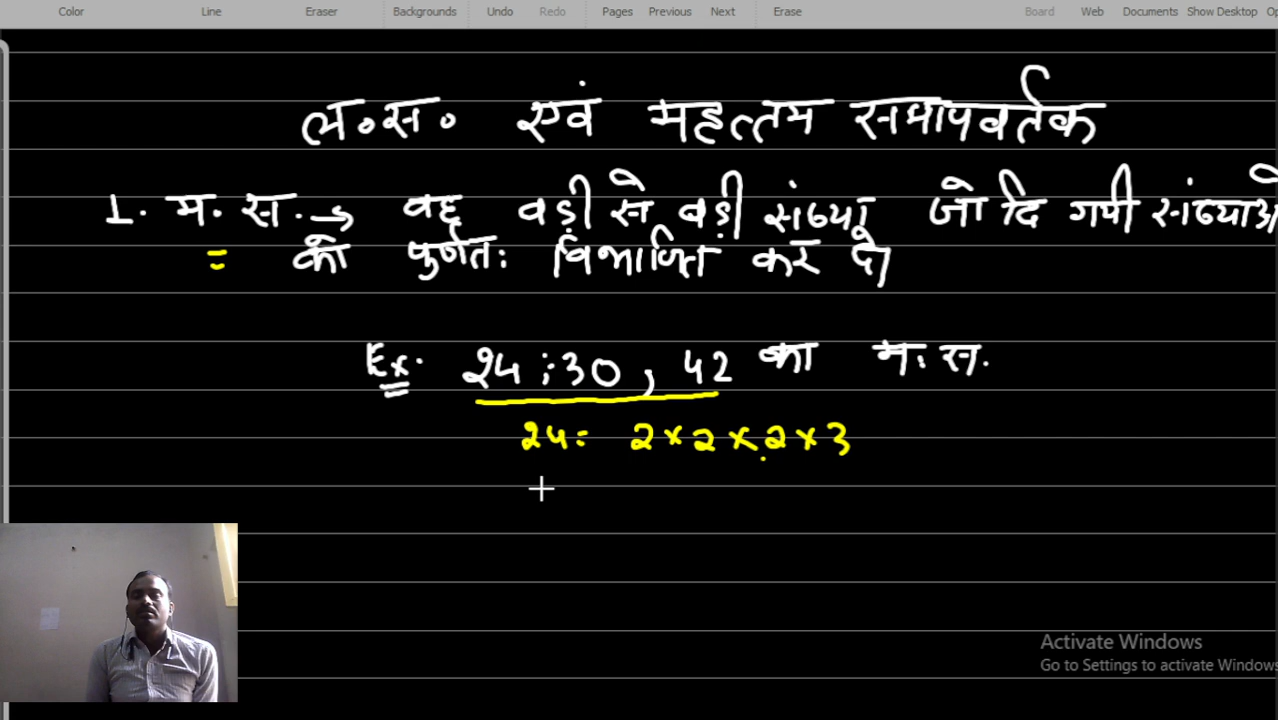 Color Line Eraser Backgrounds Undo Redo Pages Previous Next Erase Board Web Documents Show Desktop Op
ल॰स॰ एवं महत्तम समापवर्तक
1. म. स. → वह बड़ी से बड़ी संख्या जो दि गयी संख्याओ
= को पुर्णतः विभाजित कर दे।
Ex. 24 ; 30 , 42 का म. स.
24 = 2 × 2 × 2 × 3
Activate Windows
Go to Settings to activate Windows